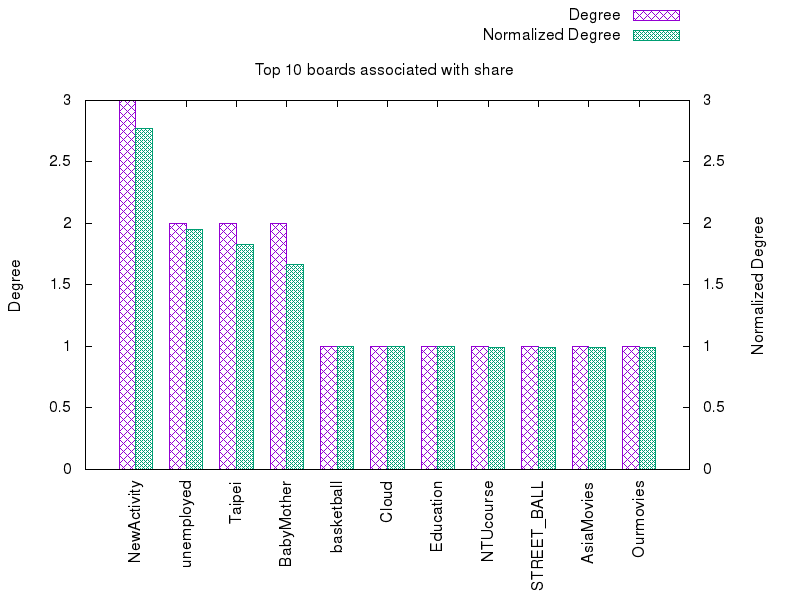 Degree
Normalized Degree
Top 10 boards associated with share
3
2.5
2
1.5
1
0.5
0
3
2.5
2
1.5
1
0.5
0
Degree
Normalized Degree
NewActivity
unemployed
Taipei
BabyMother
basketball
Cloud
Education
NTUcourse
STREET_BALL
AsiaMovies
Ourmovies